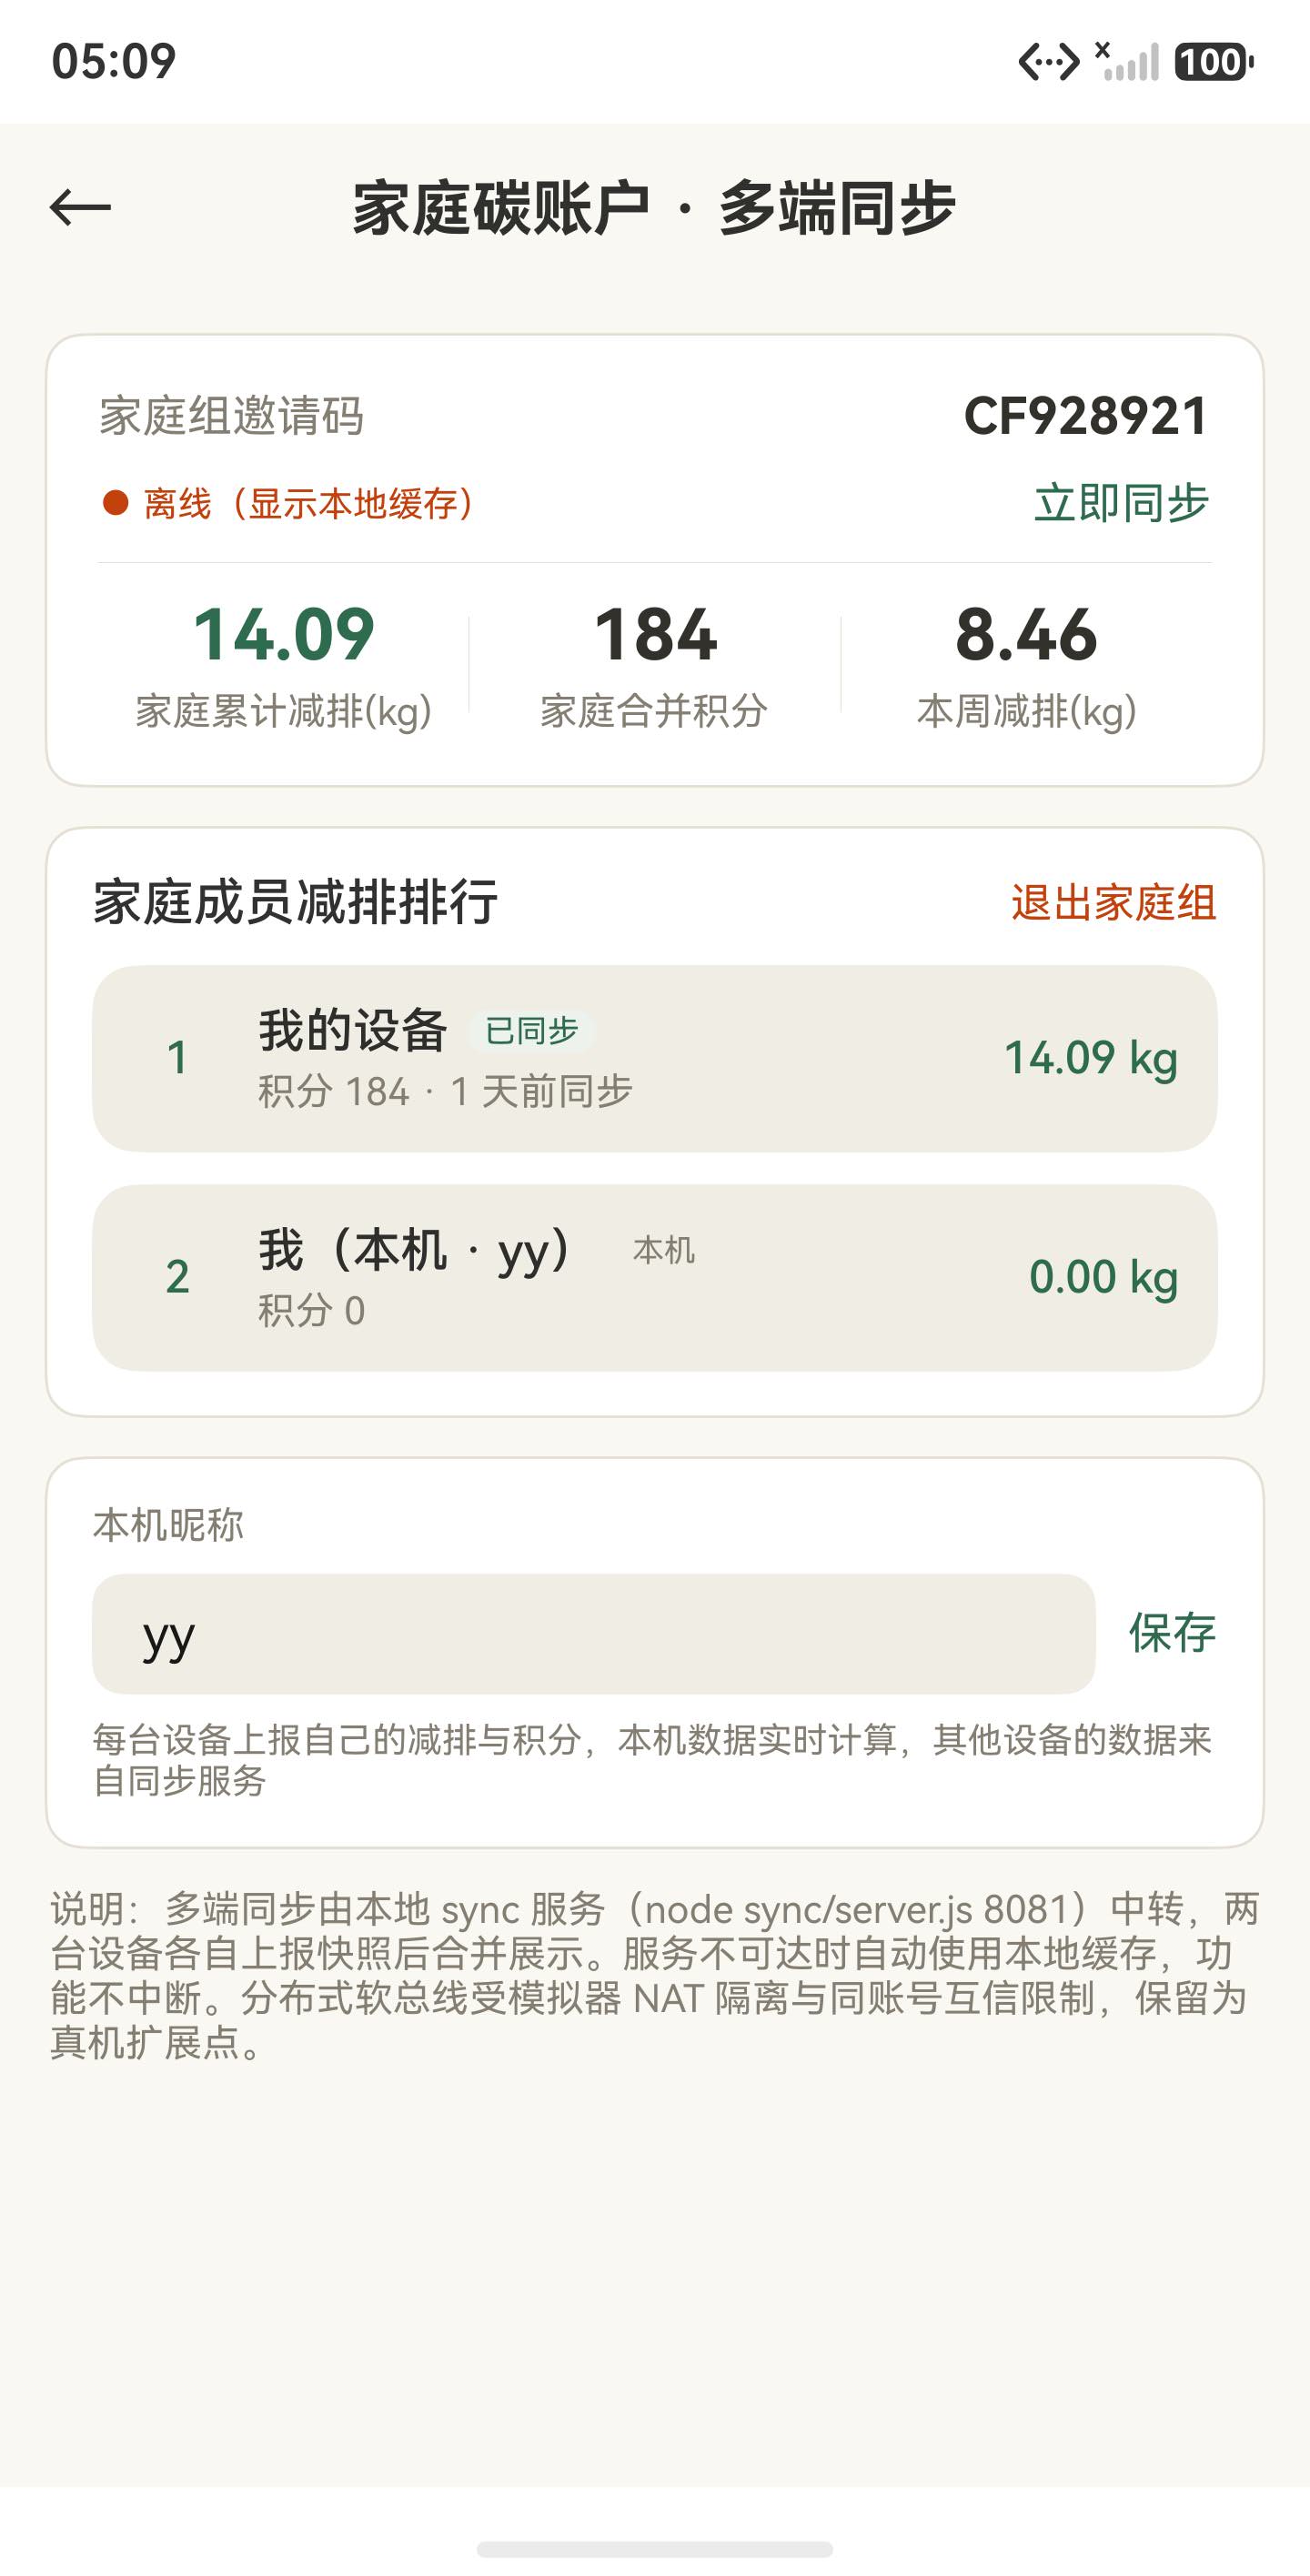 05:09
100
家庭碳账户 · 多端同步
家庭组邀请码
CF928921
离线（显示本地缓存）
立即同步
14.09
184
8.46
家庭累计减排(kg)
家庭合并积分
本周减排(kg)
家庭成员减排排行
退出家庭组
1
我的设备 已同步
积分 184 · 1 天前同步
14.09 kg
2
我（本机 · yy） 本机
积分 0
0.00 kg
本机昵称
yy
保存
每台设备上报自己的减排与积分，本机数据实时计算，其他设备的数据来
自同步服务
说明：多端同步由本地 sync 服务（node sync/server.js 8081）中转，两
台设备各自上报快照后合并展示。服务不可达时自动使用本地缓存，功
能不中断。分布式软总线受模拟器 NAT 隔离与同账号互信限制，保留为
真机扩展点。